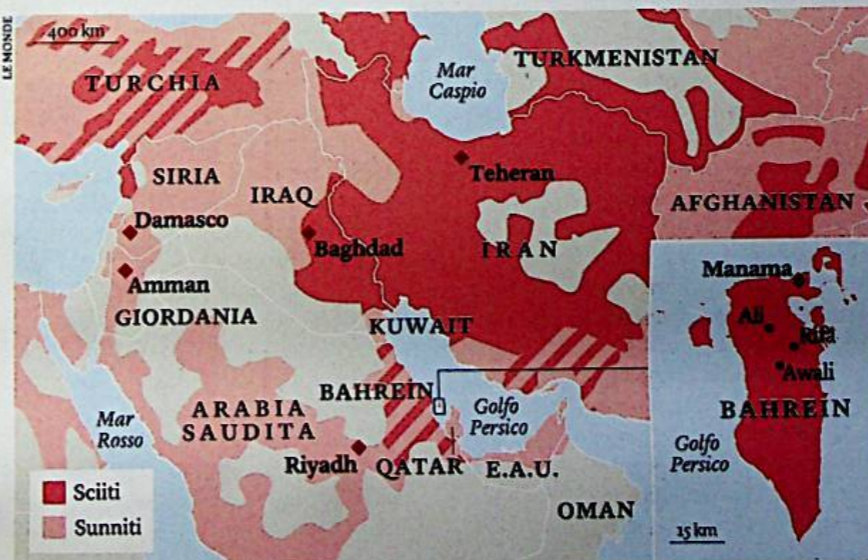 LE MONDE
400 km
TURCHIA
Mar
Caspio
TURKMENISTAN
SIRIA
IRAQ
Teheran
AFGHANISTAN
Damasco
Baghdad
IRAN
Amman
GIORDANIA
KUWAIT
Manama
Ali
Rifa
Awali
BAHREIN
Golfo
Persico
15 km
BAHREIN
ARABIA
SAUDITA
Golfo
Persico
Mar
Rosso
Riyadh
QATAR
E.A.U.
OMAN
Sciiti
Sunniti